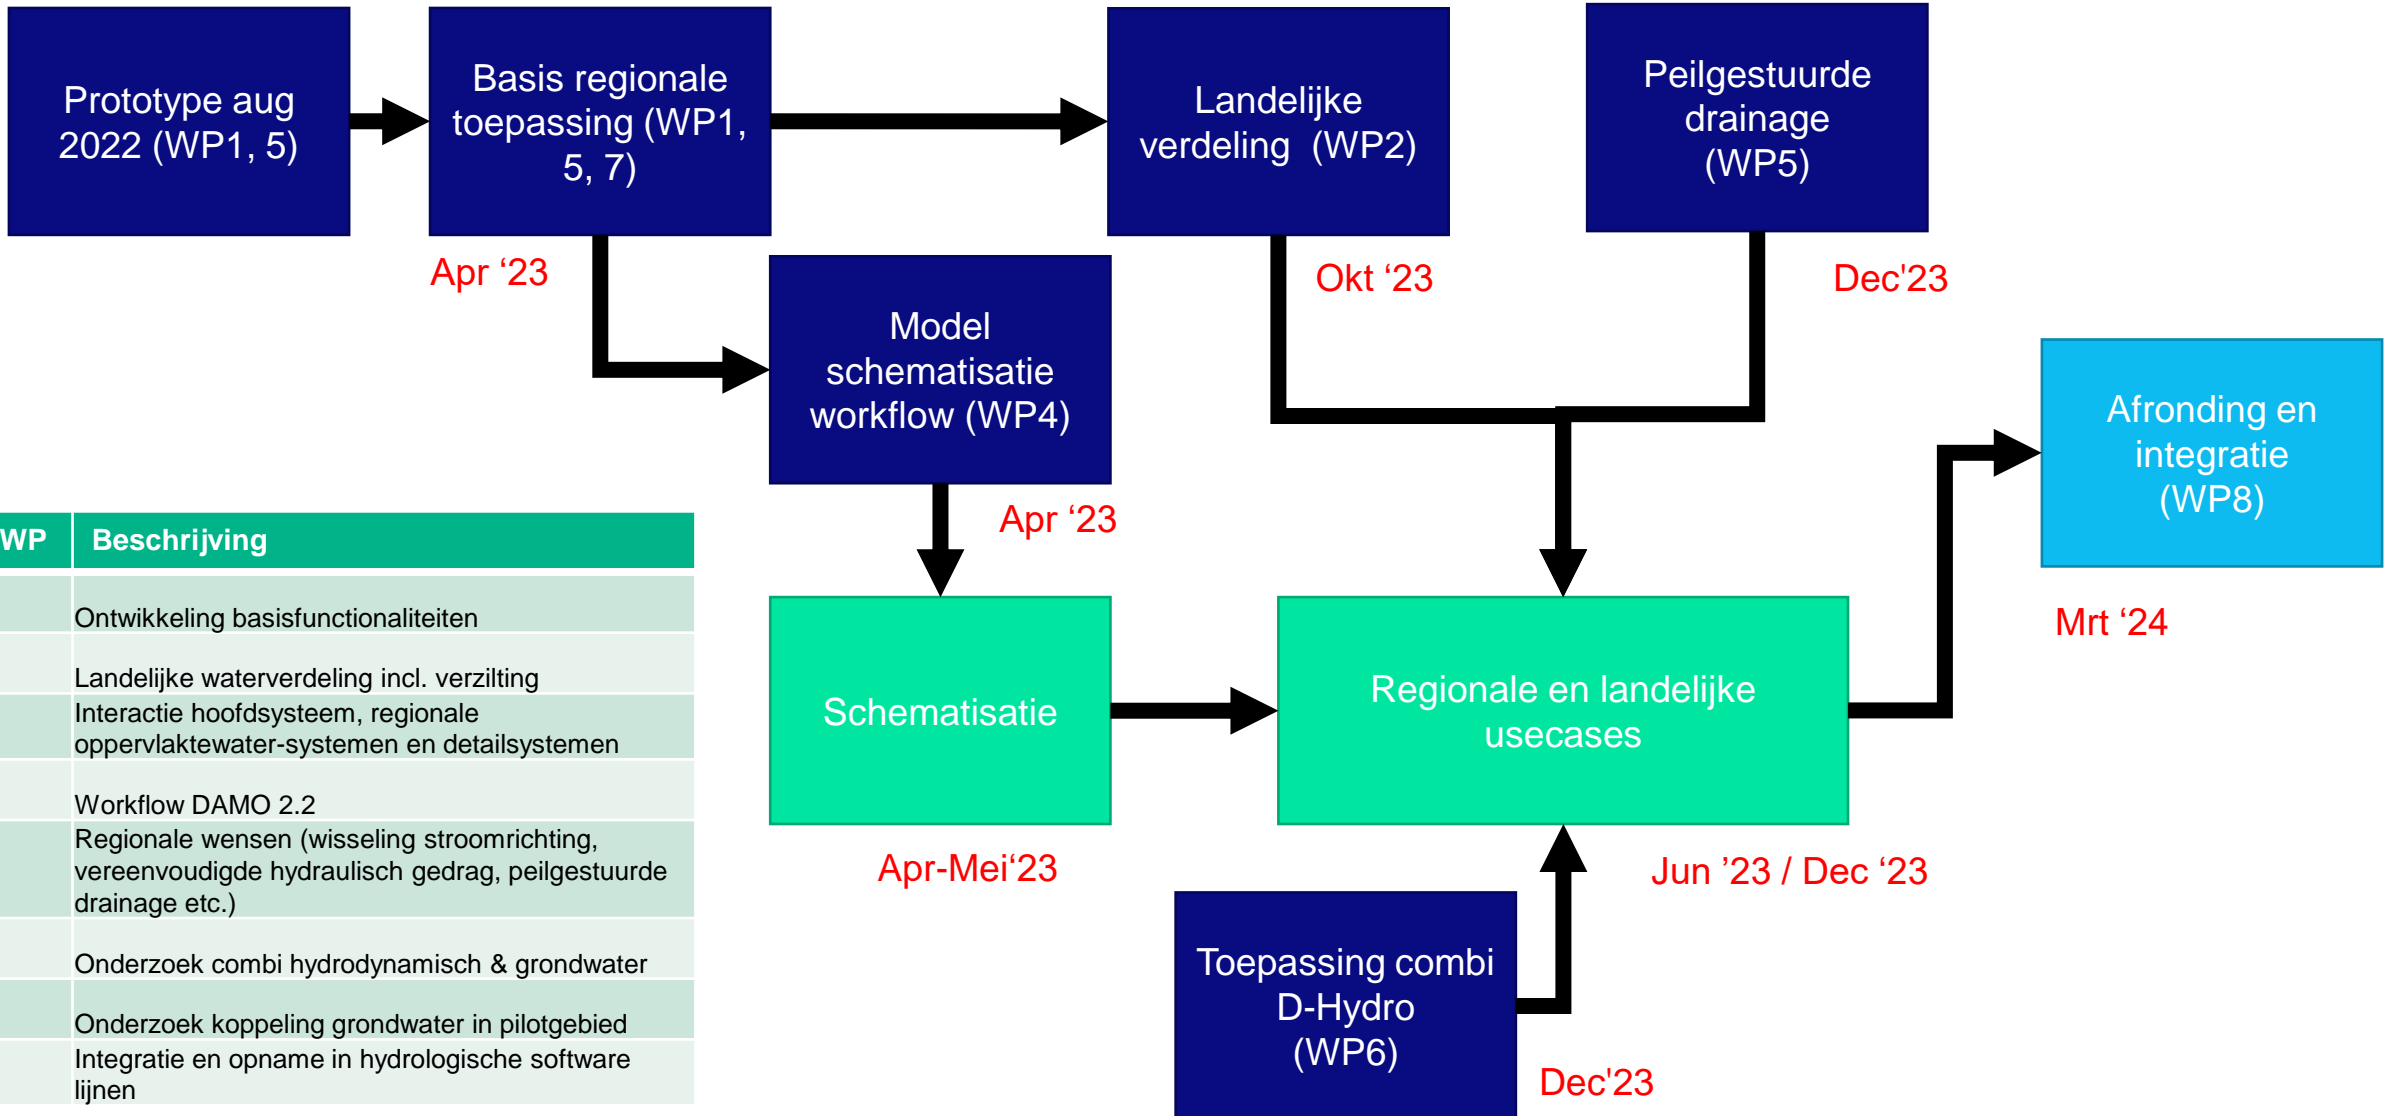 Prototype aug
2022 (WP1, 5)
Basis regionale
toepassing (WP1,
5, 7)
Landelijke
verdeling  (WP2)
Peilgestuurde
drainage
(WP5)
Apr ‘23
Okt ‘23
Dec'23
Model
schematisatie
workflow (WP4)
Afronding en
integratie
(WP8)
Apr ‘23
Mrt ‘24
Schematisatie
Regionale en landelijke
usecases
Apr-Mei‘23
Jun ’23 / Dec ‘23
Toepassing combi
D-Hydro
(WP6)
Dec'23
WP Beschrijving
Ontwikkeling basisfunctionaliteiten
Landelijke waterverdeling incl. verzilting
Interactie hoofdsysteem, regionale
oppervlaktewater-systemen en detailsystemen
Workflow DAMO 2.2
Regionale wensen (wisseling stroomrichting,
vereenvoudigde hydraulisch gedrag, peilgestuurde
drainage etc.)
Onderzoek combi hydrodynamisch & grondwater
Onderzoek koppeling grondwater in pilotgebied
Integratie en opname in hydrologische software
lijnen